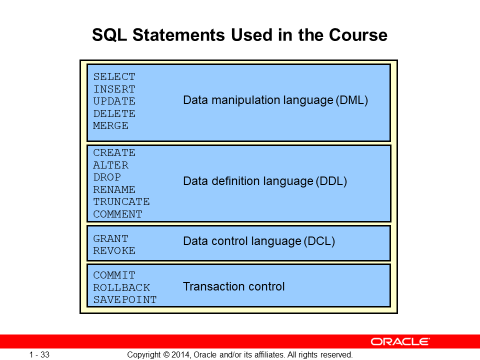 SQL Statements Used in the Course
SELECT
INSERT
UPDATE
DELETE
MERGE
Data manipulation language (DML)
CREATE
ALTER
DROP
RENAME
TRUNCATE
COMMENT
Data definition language (DDL)
GRANT
REVOKE
Data control language (DCL)
COMMIT
ROLLBACK
SAVEPOINT
Transaction control
ORACLE
1 - 33
Copyright © 2014, Oracle and/or its affiliates. All rights reserved.